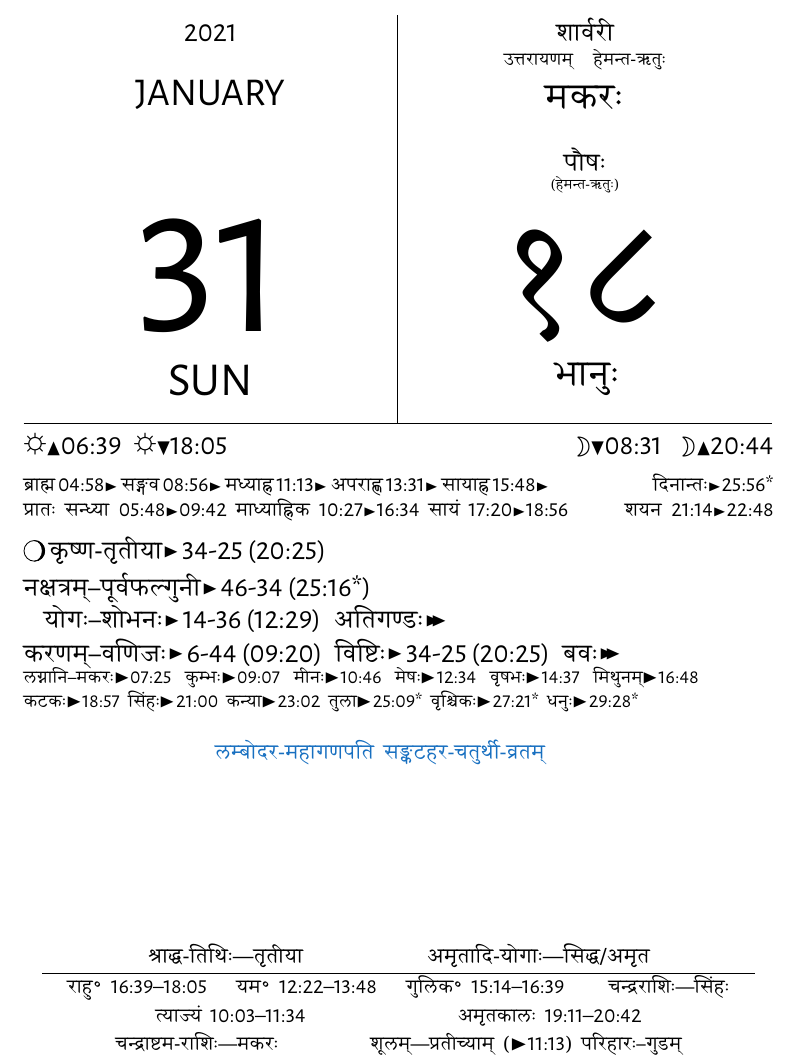 2021
JANUARY
31
SUN
शार्वरी
उत्तरायणम् हेमन्त-ऋतुः
मकरः
पौषः
(हेमन्त-ऋतुः)
१८
भानुः
☼▲06:39 ☼▼18:05 ☽▼08:31 ☽▲20:44
ब्राह्म 04:58► सङ्गव 08:56► मध्याह्न 11:13► अपराह्ण 13:31► सायाह्न 15:48► दिनान्तः►25:56*
प्रातः सन्ध्या 05:48►09:42 माध्याह्निक 10:27►16:34 सायं 17:20►18:56 शयन 21:14►22:48
❍कृष्ण-तृतीया► 34-25 (20:25)
नक्षत्रम्–पूर्वफल्गुनी► 46-34 (25:16*)
योगः–शोभनः► 14-36 (12:29) अतिगण्डः►►
करणम्–वणिजः► 6-44 (09:20) विष्टिः► 34-25 (20:25) बवः►►
लग्नानि–मकरः►07:25 कुम्भः►09:07 मीनः►10:46 मेषः►12:34 वृषभः►14:37 मिथुनम्►16:48
कटकः►18:57 सिंहः►21:00 कन्या►23:02 तुला►25:09* वृश्चिकः►27:21* धनुः►29:28*
लम्बोदर-महागणपति सङ्कटहर-चतुर्थी-व्रतम्
श्राद्ध-तिथिः—तृतीया अमृतादि-योगाः—सिद्ध/अमृत
राहु° 16:39–18:05 यम° 12:22–13:48 गुलिक° 15:14–16:39 चन्द्रराशिः—सिंहः
त्याज्यं 10:03–11:34 अमृतकालः 19:11–20:42
चन्द्राष्टम-राशिः—मकरः शूलम्—प्रतीच्याम् (►11:13) परिहारः–गुडम्